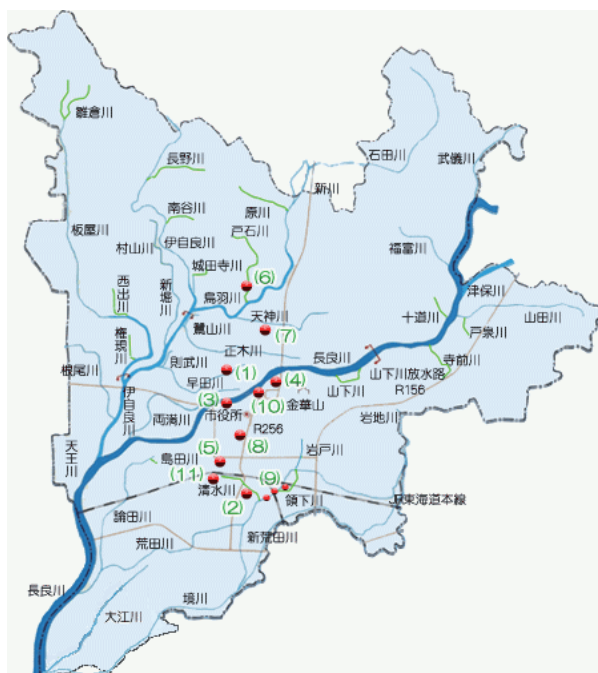 雛倉川
石田川
武儀川
長野川
新川
原川
南谷川
戸石川
板屋川
村山川
伊自良川
福富川
城田寺川
(6)
西出川
新堀川
鳥羽川
津保川
天神川
十道川
山田川
鷺山川
(7)
戸泉川
権現川
正木川
則武川
長良川
寺前川
根尾川
(1)
早田川
(4)
山下川放水路
山下川
R156
伊自良川
(3)
(10)
金華山
両満川
市役所
岩地川
R256
天王川
(5)
(8)
岩戸川
島田川
(11)
(9)
清水川
領下川
JR東海道本線
(2)
論田川
荒田川
新荒田川
長良川
境川
大江川